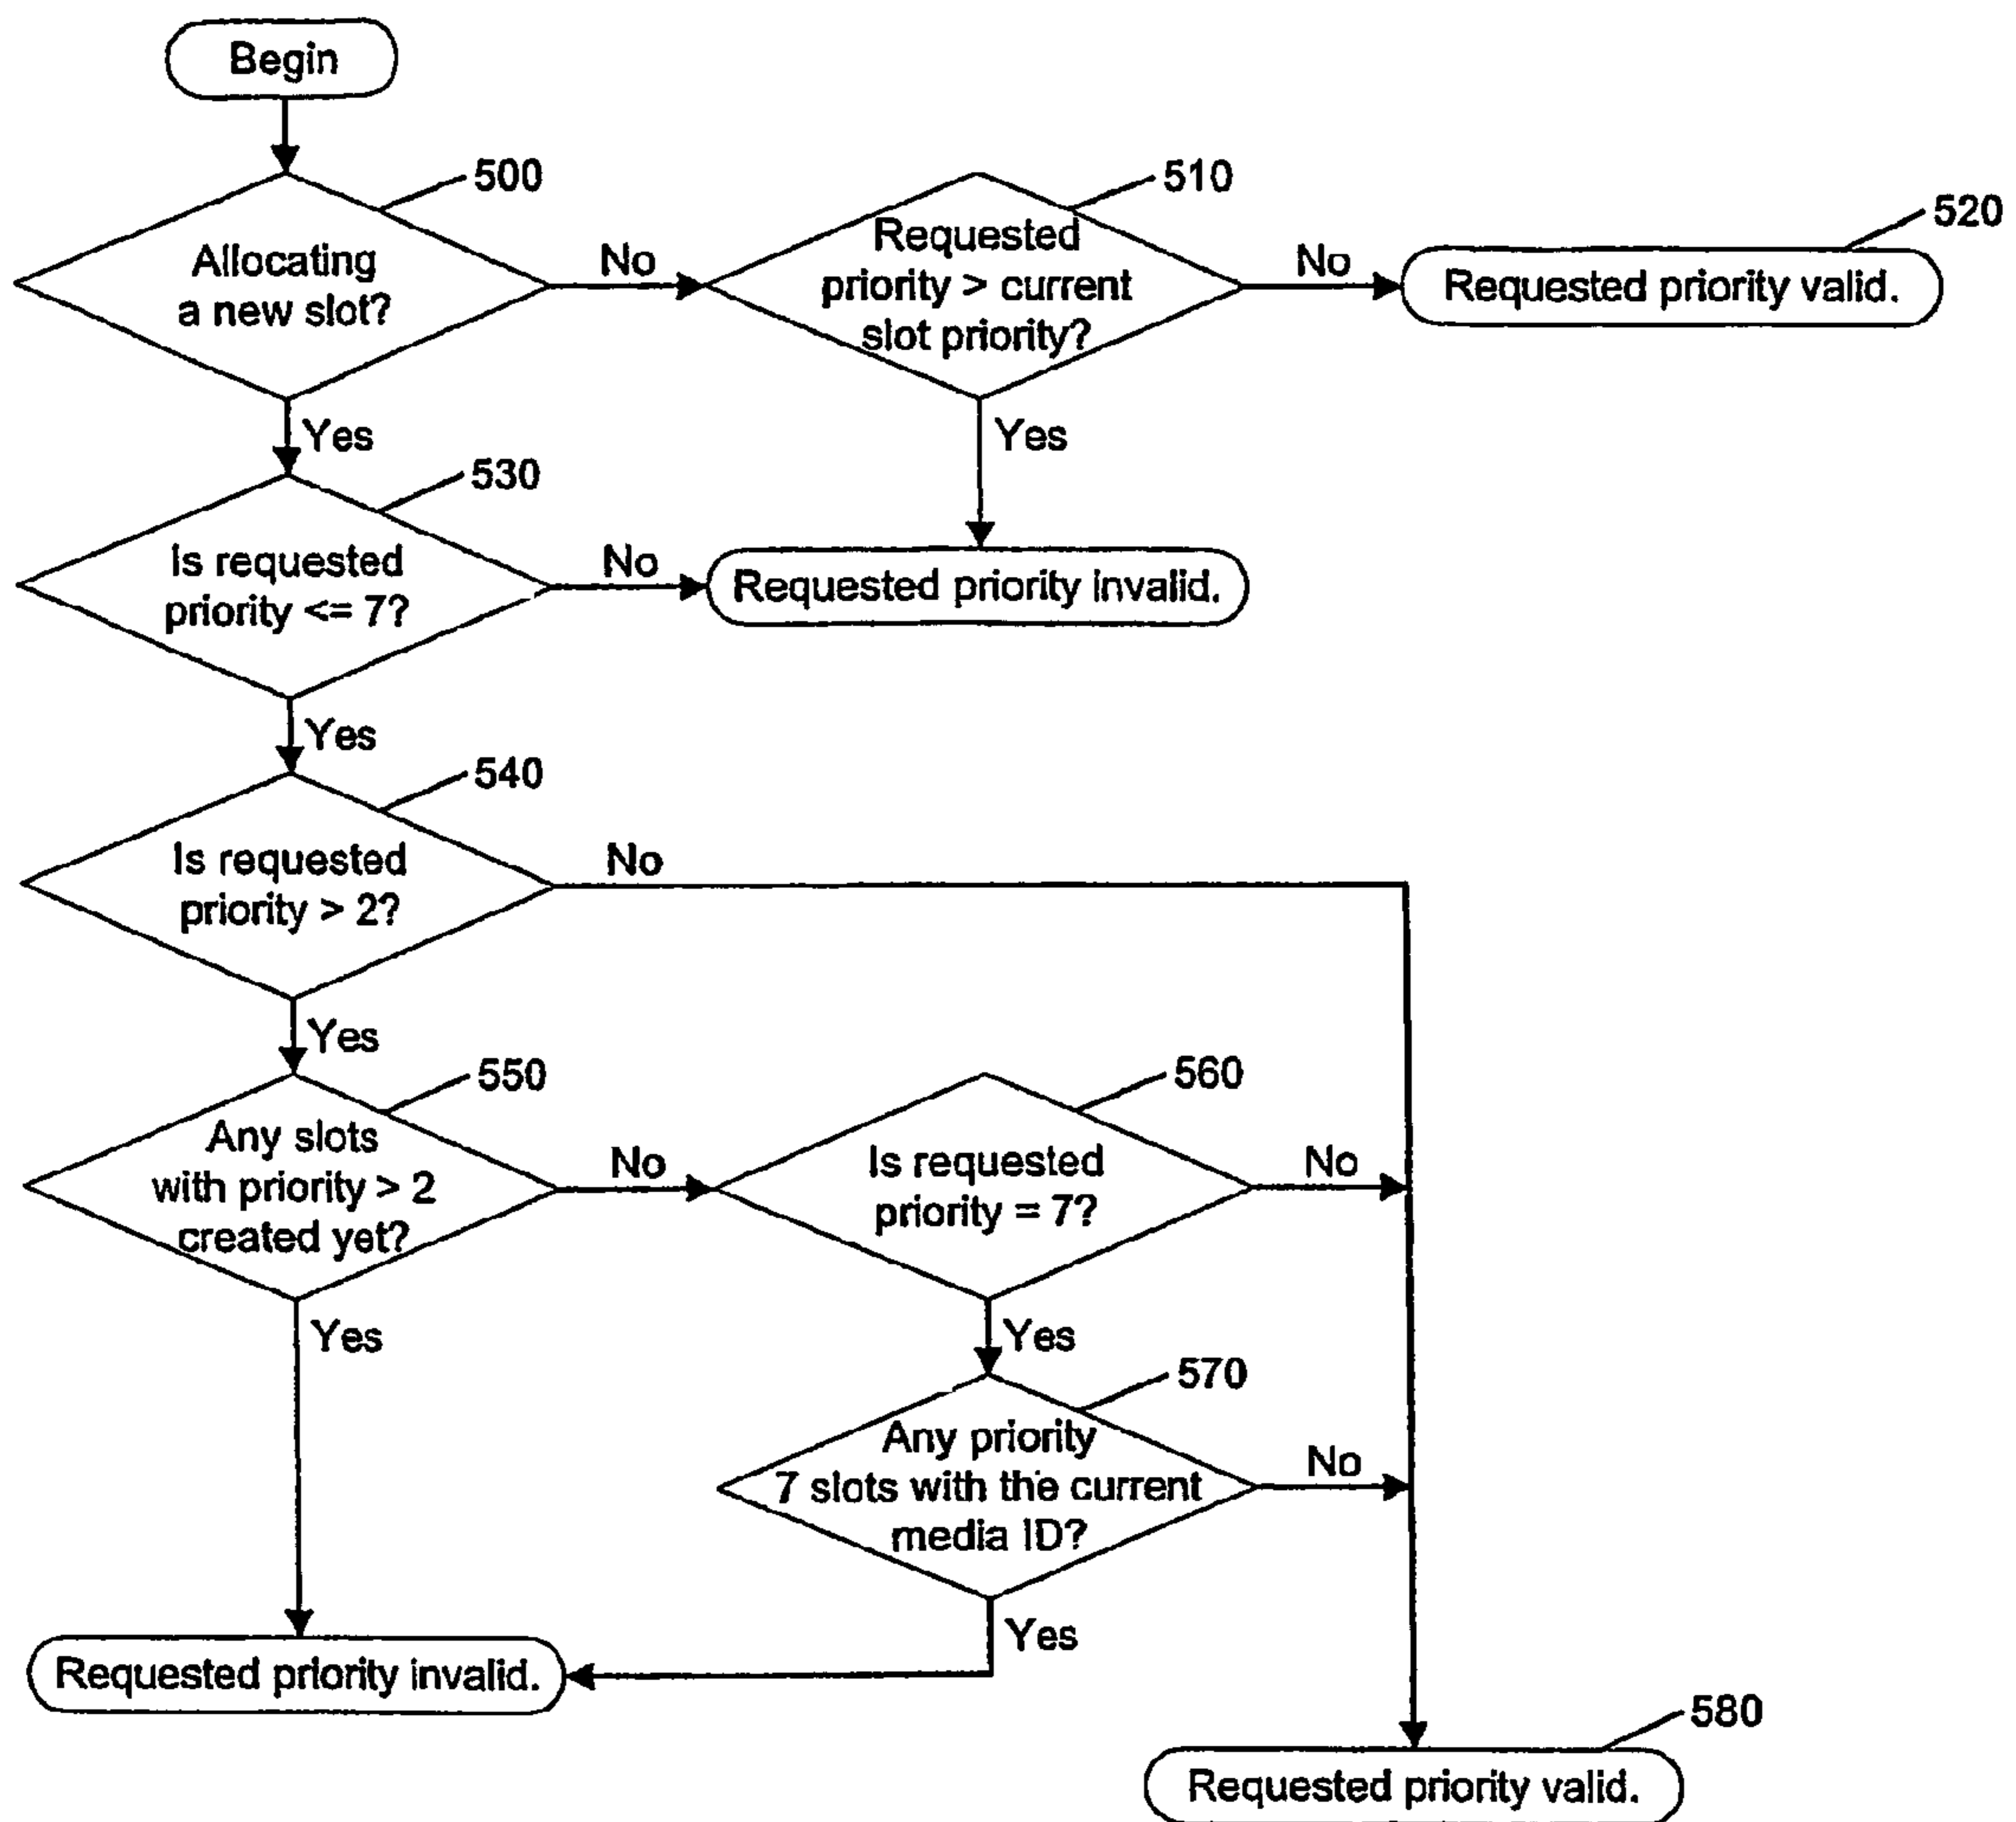 Begin
500
Allocating
a new slot?
No
510
Requested
priority > current
slot priority?
No
520
Requested priority valid.
Yes
Yes
530
Is requested
priority <= 7?
No
Requested priority invalid.
Yes
540
Is requested
priority > 2?
No
Yes
550
Any slots
with priority > 2
created yet?
No
560
Is requested
priority = 7?
No
Yes
Yes
570
Any priority
7 slots with the current
media ID?
No
Yes
Requested priority invalid.
580
Requested priority valid.